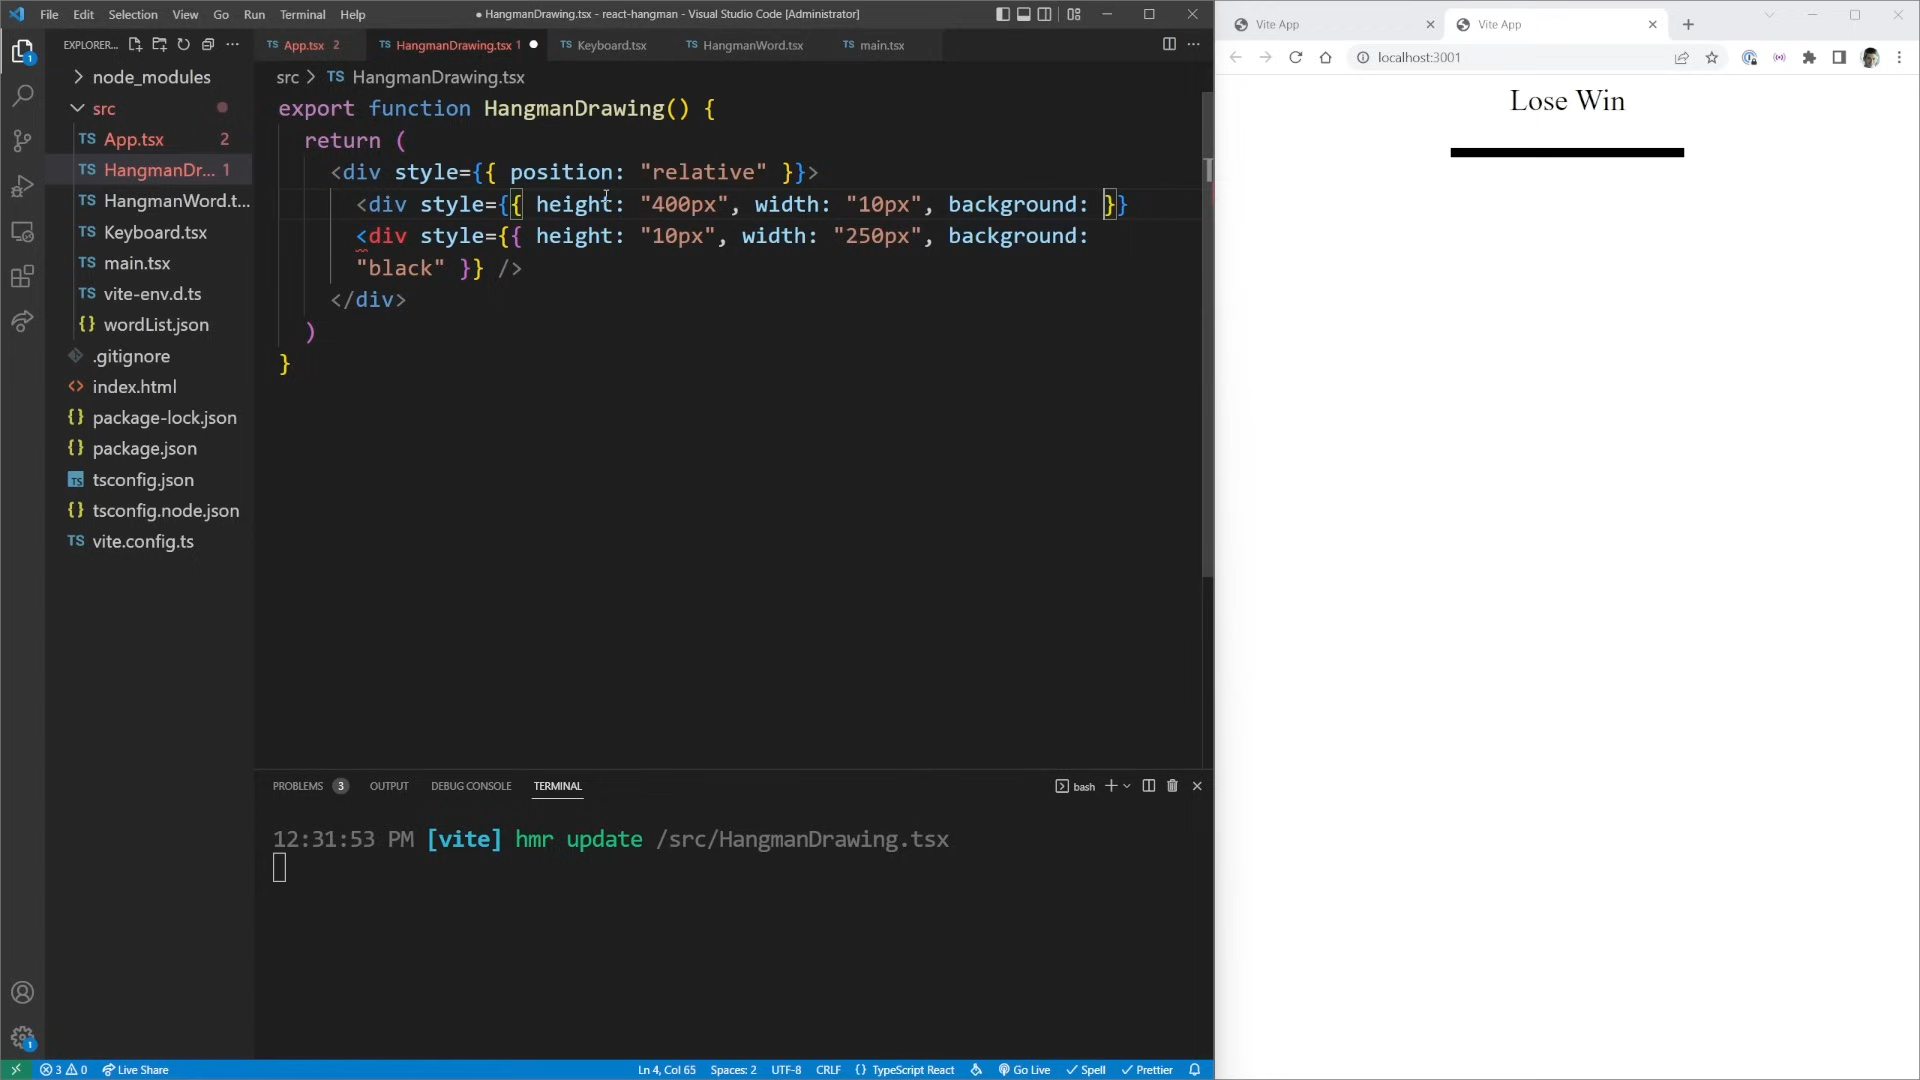 File Edit Selection View Go Run Terminal Help
● HangmanDrawing.tsx - react-hangman - Visual Studio Code [Administrator]
EXPLORER...
TS App.tsx 2
TS HangmanDrawing.tsx 1
TS Keyboard.tsx
TS HangmanWord.tsx
TS main.tsx
node_modules
src
TS App.tsx 2
TS HangmanDr... 1
TS HangmanWord.t...
TS Keyboard.tsx
TS main.tsx
TS vite-env.d.ts
{} wordList.json
.gitignore
<> index.html
{} package-lock.json
{} package.json
TS tsconfig.json
{} tsconfig.node.json
TS vite.config.ts
src > TS HangmanDrawing.tsx
export function HangmanDrawing() {
return (
<div style={{ position: "relative" }}>
<div style={{ height: "400px", width: "10px", background: }}
<div style={{ height: "10px", width: "250px", background:
"black" }} />
</div>
)
}
PROBLEMS 3 OUTPUT DEBUG CONSOLE TERMINAL
bash
12:31:53 PM [vite] hmr update /src/HangmanDrawing.tsx
1
1
3 0 Live Share
Ln 4, Col 65 Spaces: 2 UTF-8 CRLF {} TypeScript React Go Live Spell Prettier
Vite App
Vite App
localhost:3001
Lose Win